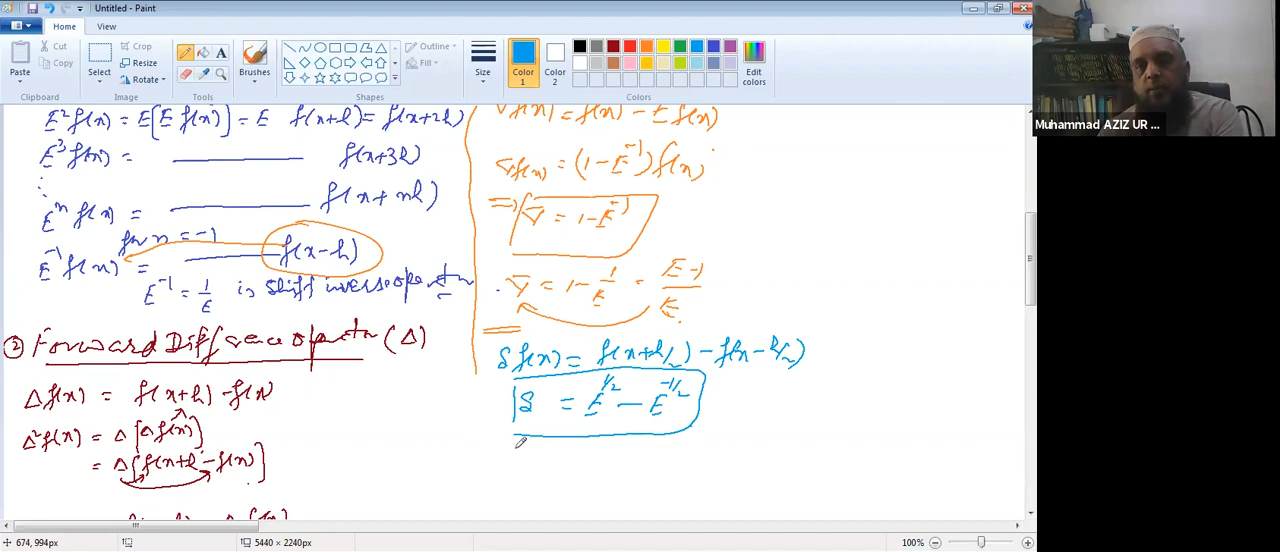 Untitled - Paint
Home View
Cut
Copy
Paste
Clipboard
Select
Crop
Resize
Rotate
Image
Tools
Brushes
Shapes
Outline
Fill
Size
Color 1
Color 2
Edit colors
Colors
Muhammad AZIZ UR ...
E²f(x) = E[E f(x)] = E f(x+h) = f(x+2h)
E³f(x) = ——— f(x+3h)
⋮
Eⁿf(x) = ——— f(x+nh)
for n = -1
E⁻¹f(x) = ——— f(x-h)
E⁻¹ = 1/E is shift inverse operator
② Forward Difference operator (Δ)
Δf(x) = f(x+h) - f(x)
Δ²f(x) = Δ[Δf(x)]
= Δ[f(x+h) - f(x)]
∇f(x) = (1-E⁻¹)f(x)
⇒ ∇ = 1-E⁻¹
∇ = 1 - 1/E = E-1/E
δf(x) = f(x+h/2) - f(x-h/2)
δ = E^1/2 - E^-1/2
674, 994px
5440 × 2240px
100%